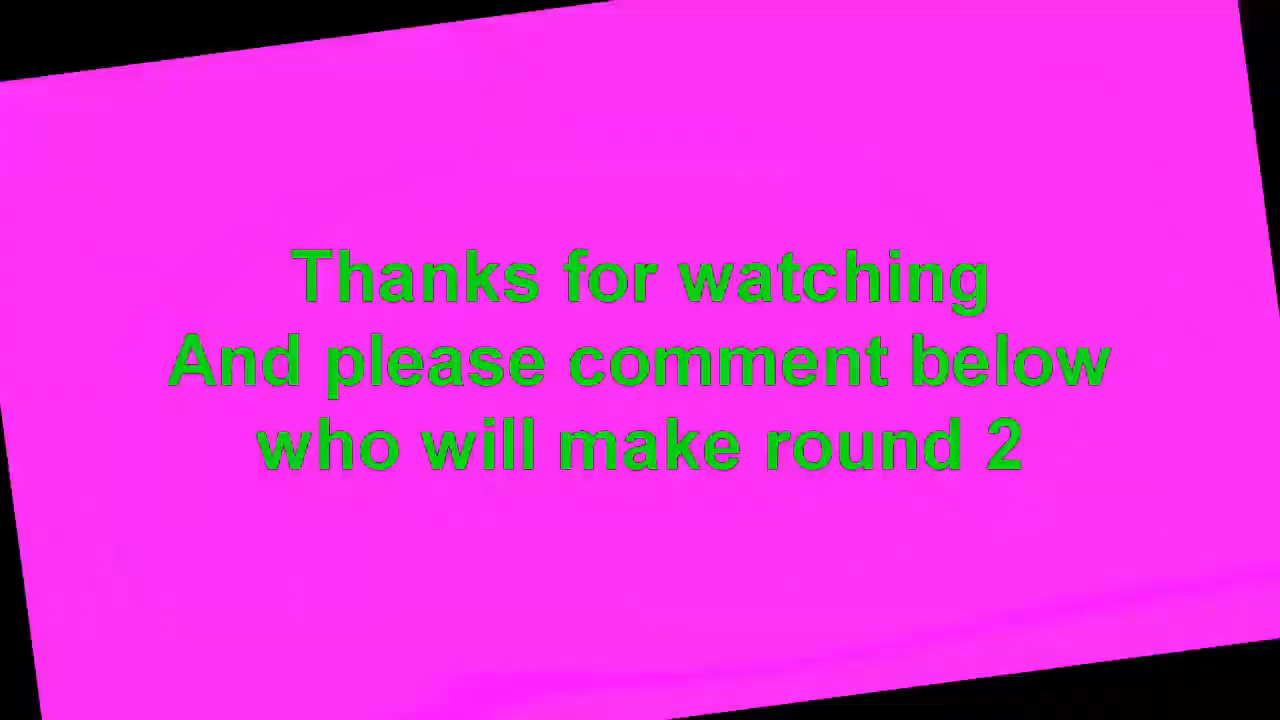 Thanks for watching
And please comment below
who will make round 2